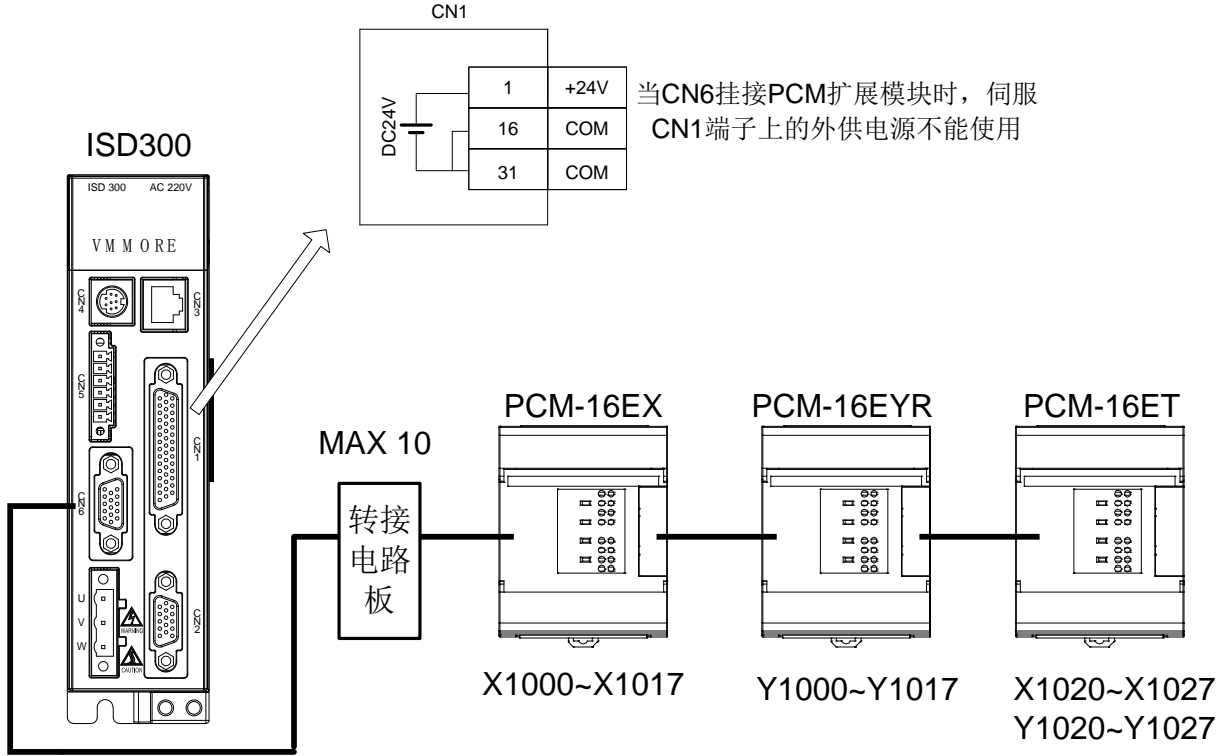 CN1
DC24V
1 +24V
16 COM
31 COM
当CN6挂接PCM扩展模块时，伺服
CN1端子上的外供电源不能使用
ISD300
ISD 300 AC 220V
VMMORE
CN4
CN3
CN5
CN1
CN6
CN2
U
V
W
WARNING
CAUTION
MAX 10
转接
电路
板
PCM-16EX
PCM-16EYR
PCM-16ET
X1000~X1017
Y1000~Y1017
X1020~X1027
Y1020~Y1027